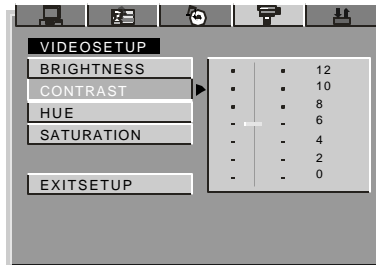 VIDEOSETUP
BRIGHTNESS
CONTRAST
HUE
SATURATION
EXITSETUP
12
10
8
6
4
2
0